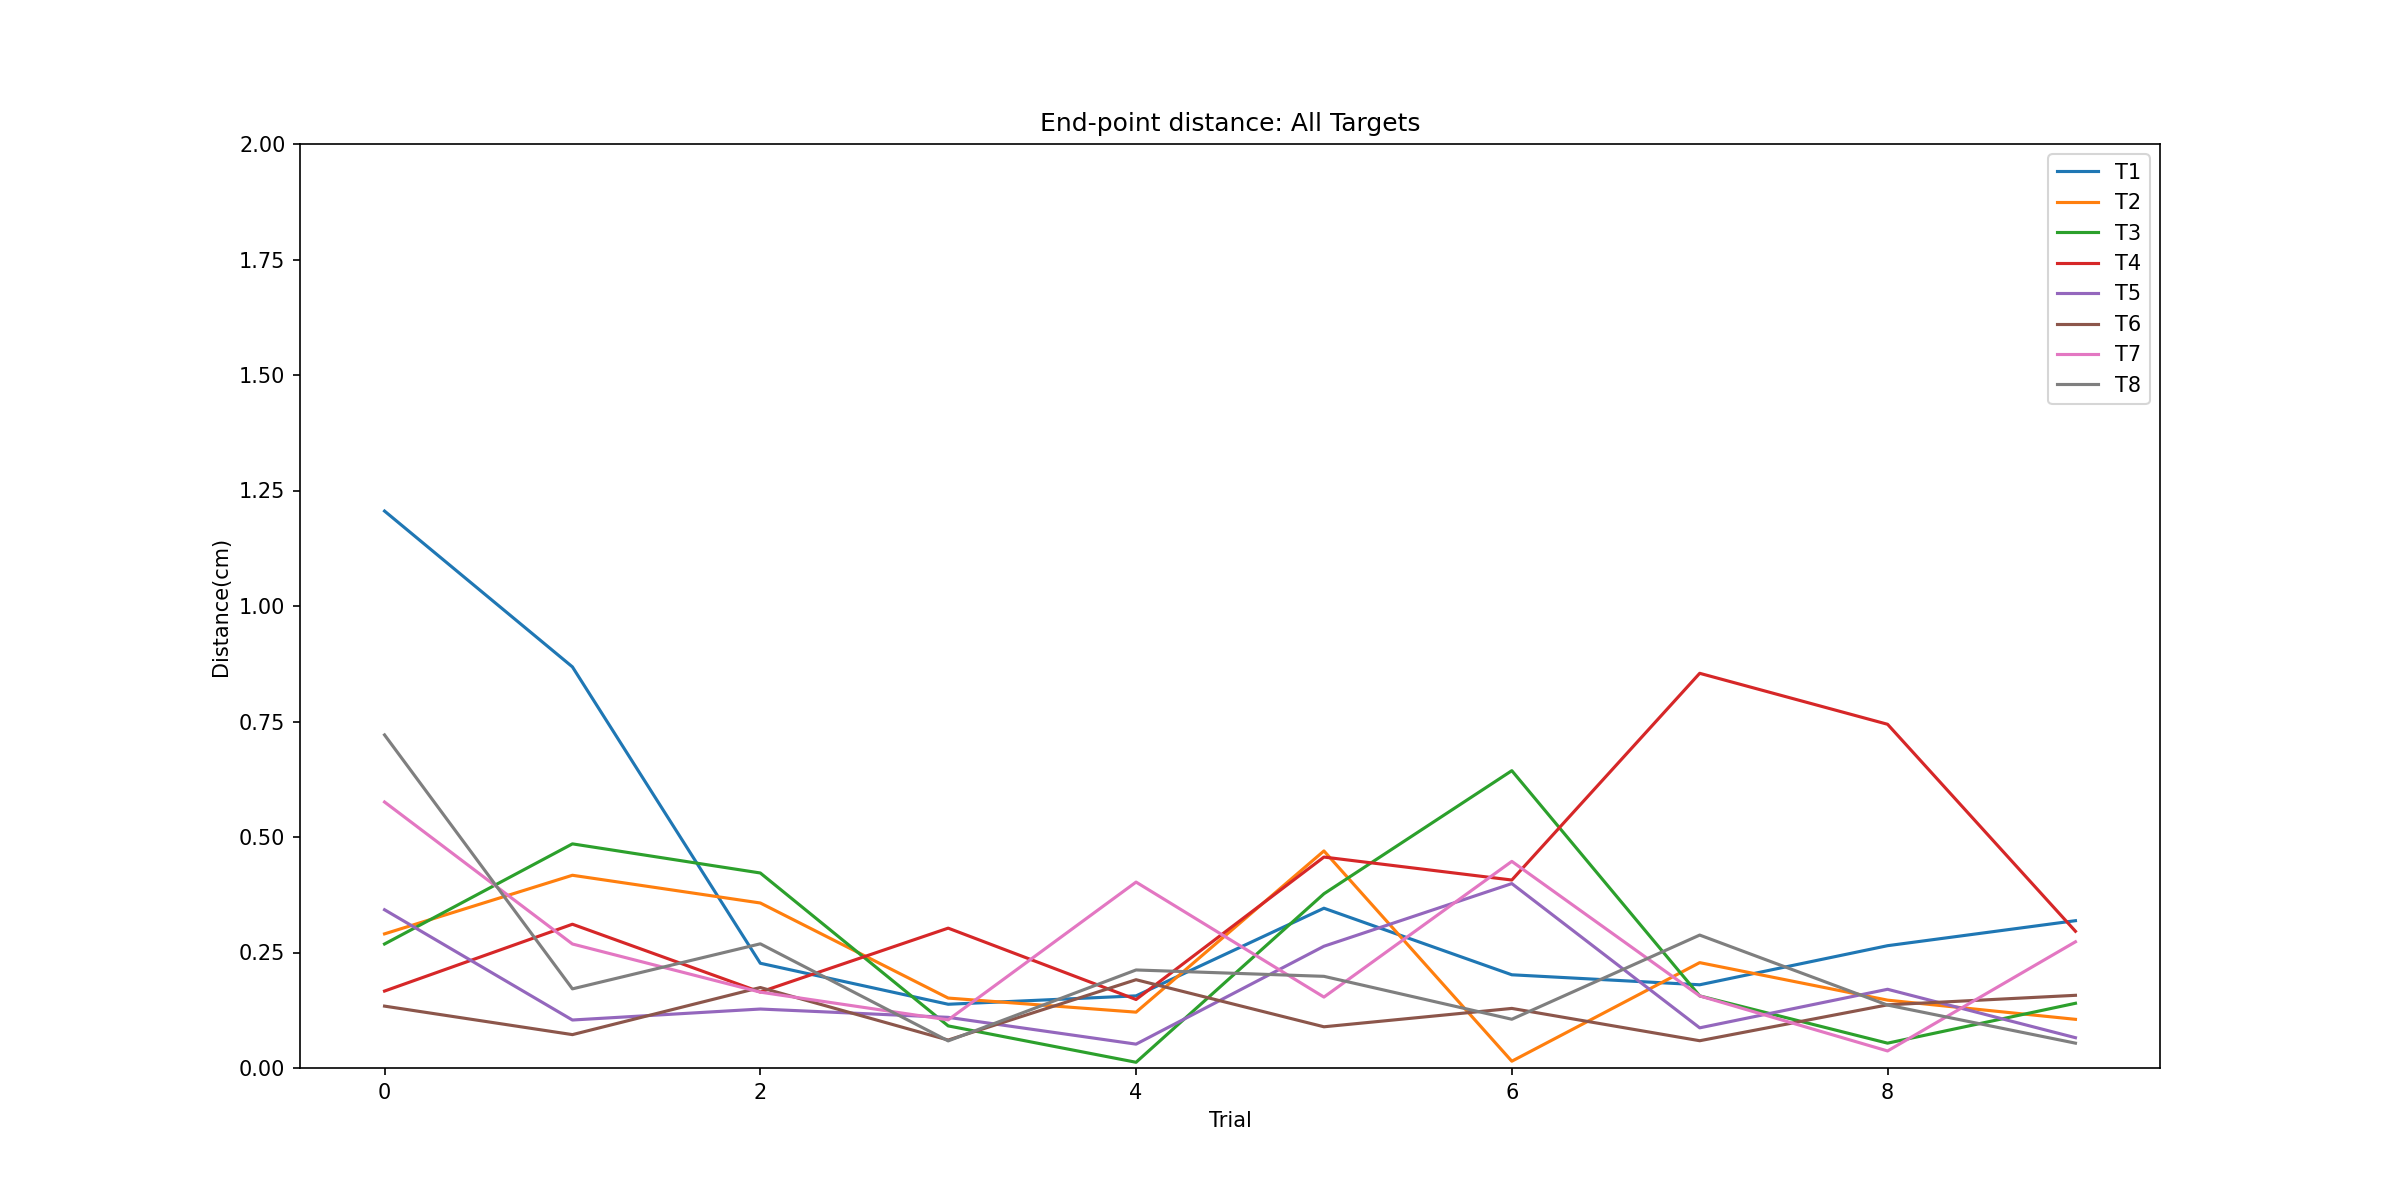 End-point distance: All Targets
2.00
1.75
1.50
1.25
1.00
0.75
0.50
0.25
0.00
Distance(cm)
0 2 4 6 8
Trial
T1
T2
T3
T4
T5
T6
T7
T8